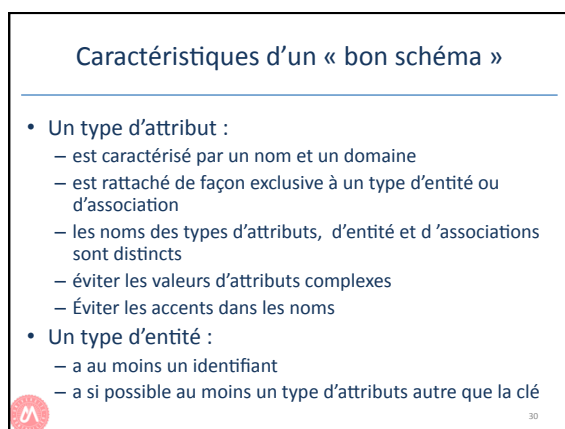 Caractéristiques d’un « bon schéma »
• Un type d’attribut :
– est caractérisé par un nom et un domaine
– est rattaché de façon exclusive à un type d’entité ou
d’association
– les noms des types d’attributs, d’entité et d ’associations
sont distincts
– éviter les valeurs d’attributs complexes
– Éviter les accents dans les noms
• Un type d’entité :
– a au moins un identifiant
– a si possible au moins un type d’attributs autre que la clé
30